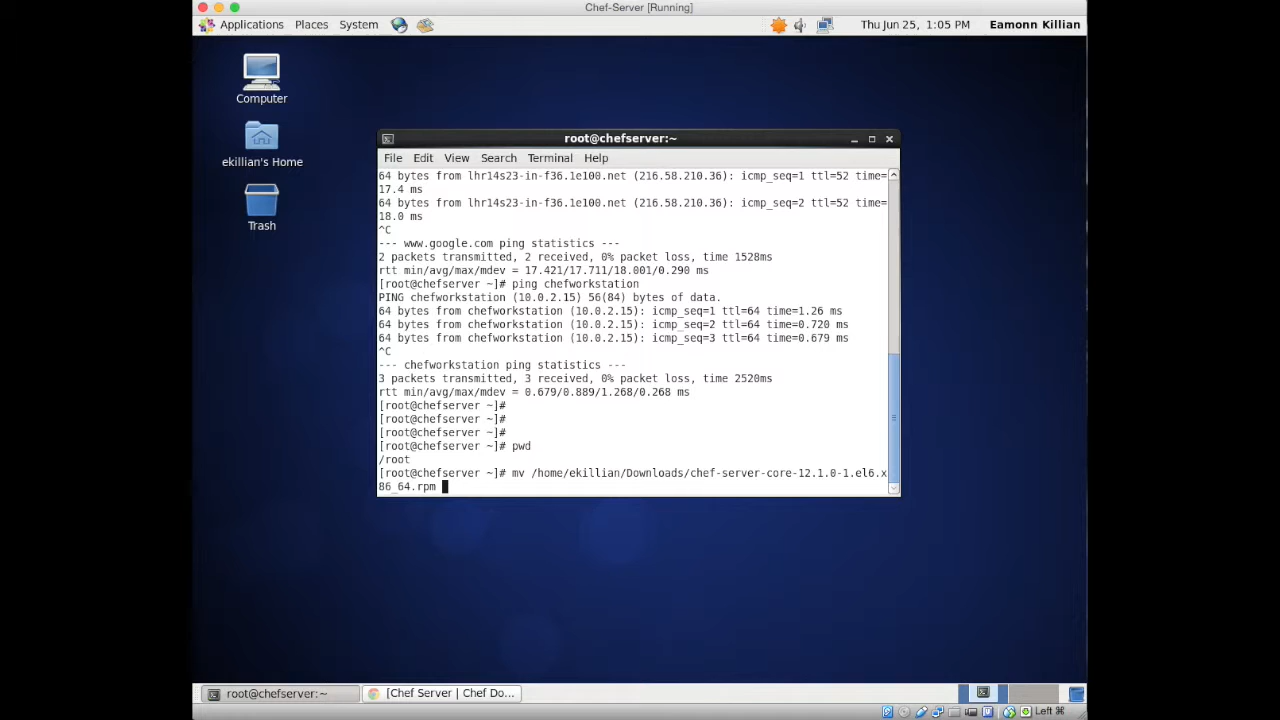 Chef-Server [Running]
Applications Places System Thu Jun 25, 1:05 PM Eamonn Killian
Computer
ekillian's Home
Trash
root@chefserver:~
File Edit View Search Terminal Help
64 bytes from lhr14s23-in-f36.1e100.net (216.58.210.36): icmp_seq=1 ttl=52 time=
17.4 ms
64 bytes from lhr14s23-in-f36.1e100.net (216.58.210.36): icmp_seq=2 ttl=52 time=
18.0 ms
^C
--- www.google.com ping statistics ---
2 packets transmitted, 2 received, 0% packet loss, time 1528ms
rtt min/avg/max/mdev = 17.421/17.711/18.001/0.290 ms
[root@chefserver ~]# ping chefworkstation
PING chefworkstation (10.0.2.15) 56(84) bytes of data.
64 bytes from chefworkstation (10.0.2.15): icmp_seq=1 ttl=64 time=1.26 ms
64 bytes from chefworkstation (10.0.2.15): icmp_seq=2 ttl=64 time=0.720 ms
64 bytes from chefworkstation (10.0.2.15): icmp_seq=3 ttl=64 time=0.679 ms
^C
--- chefworkstation ping statistics ---
3 packets transmitted, 3 received, 0% packet loss, time 2520ms
rtt min/avg/max/mdev = 0.679/0.889/1.268/0.268 ms
[root@chefserver ~]#
[root@chefserver ~]#
[root@chefserver ~]#
[root@chefserver ~]# pwd
/root
[root@chefserver ~]# mv /home/ekillian/Downloads/chef-server-core-12.1.0-1.el6.x
86_64.rpm
root@chefserver:~ [Chef Server | Chef Do...
Left ⌘